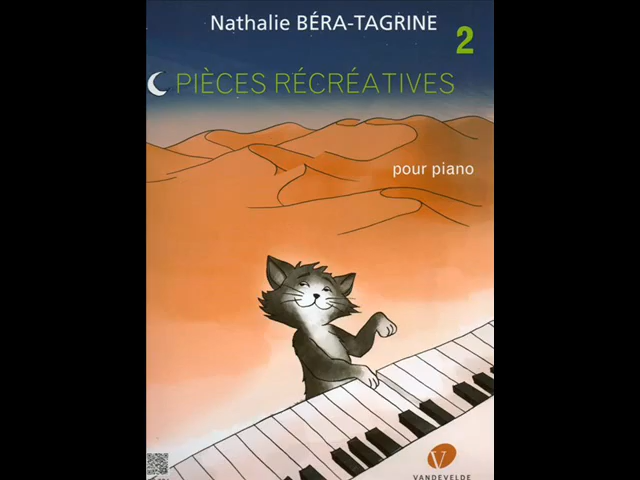 Nathalie BÉRA-TAGRINE
2
PIÈCES RÉCRÉATIVES
pour piano
V
VANDEVELDE